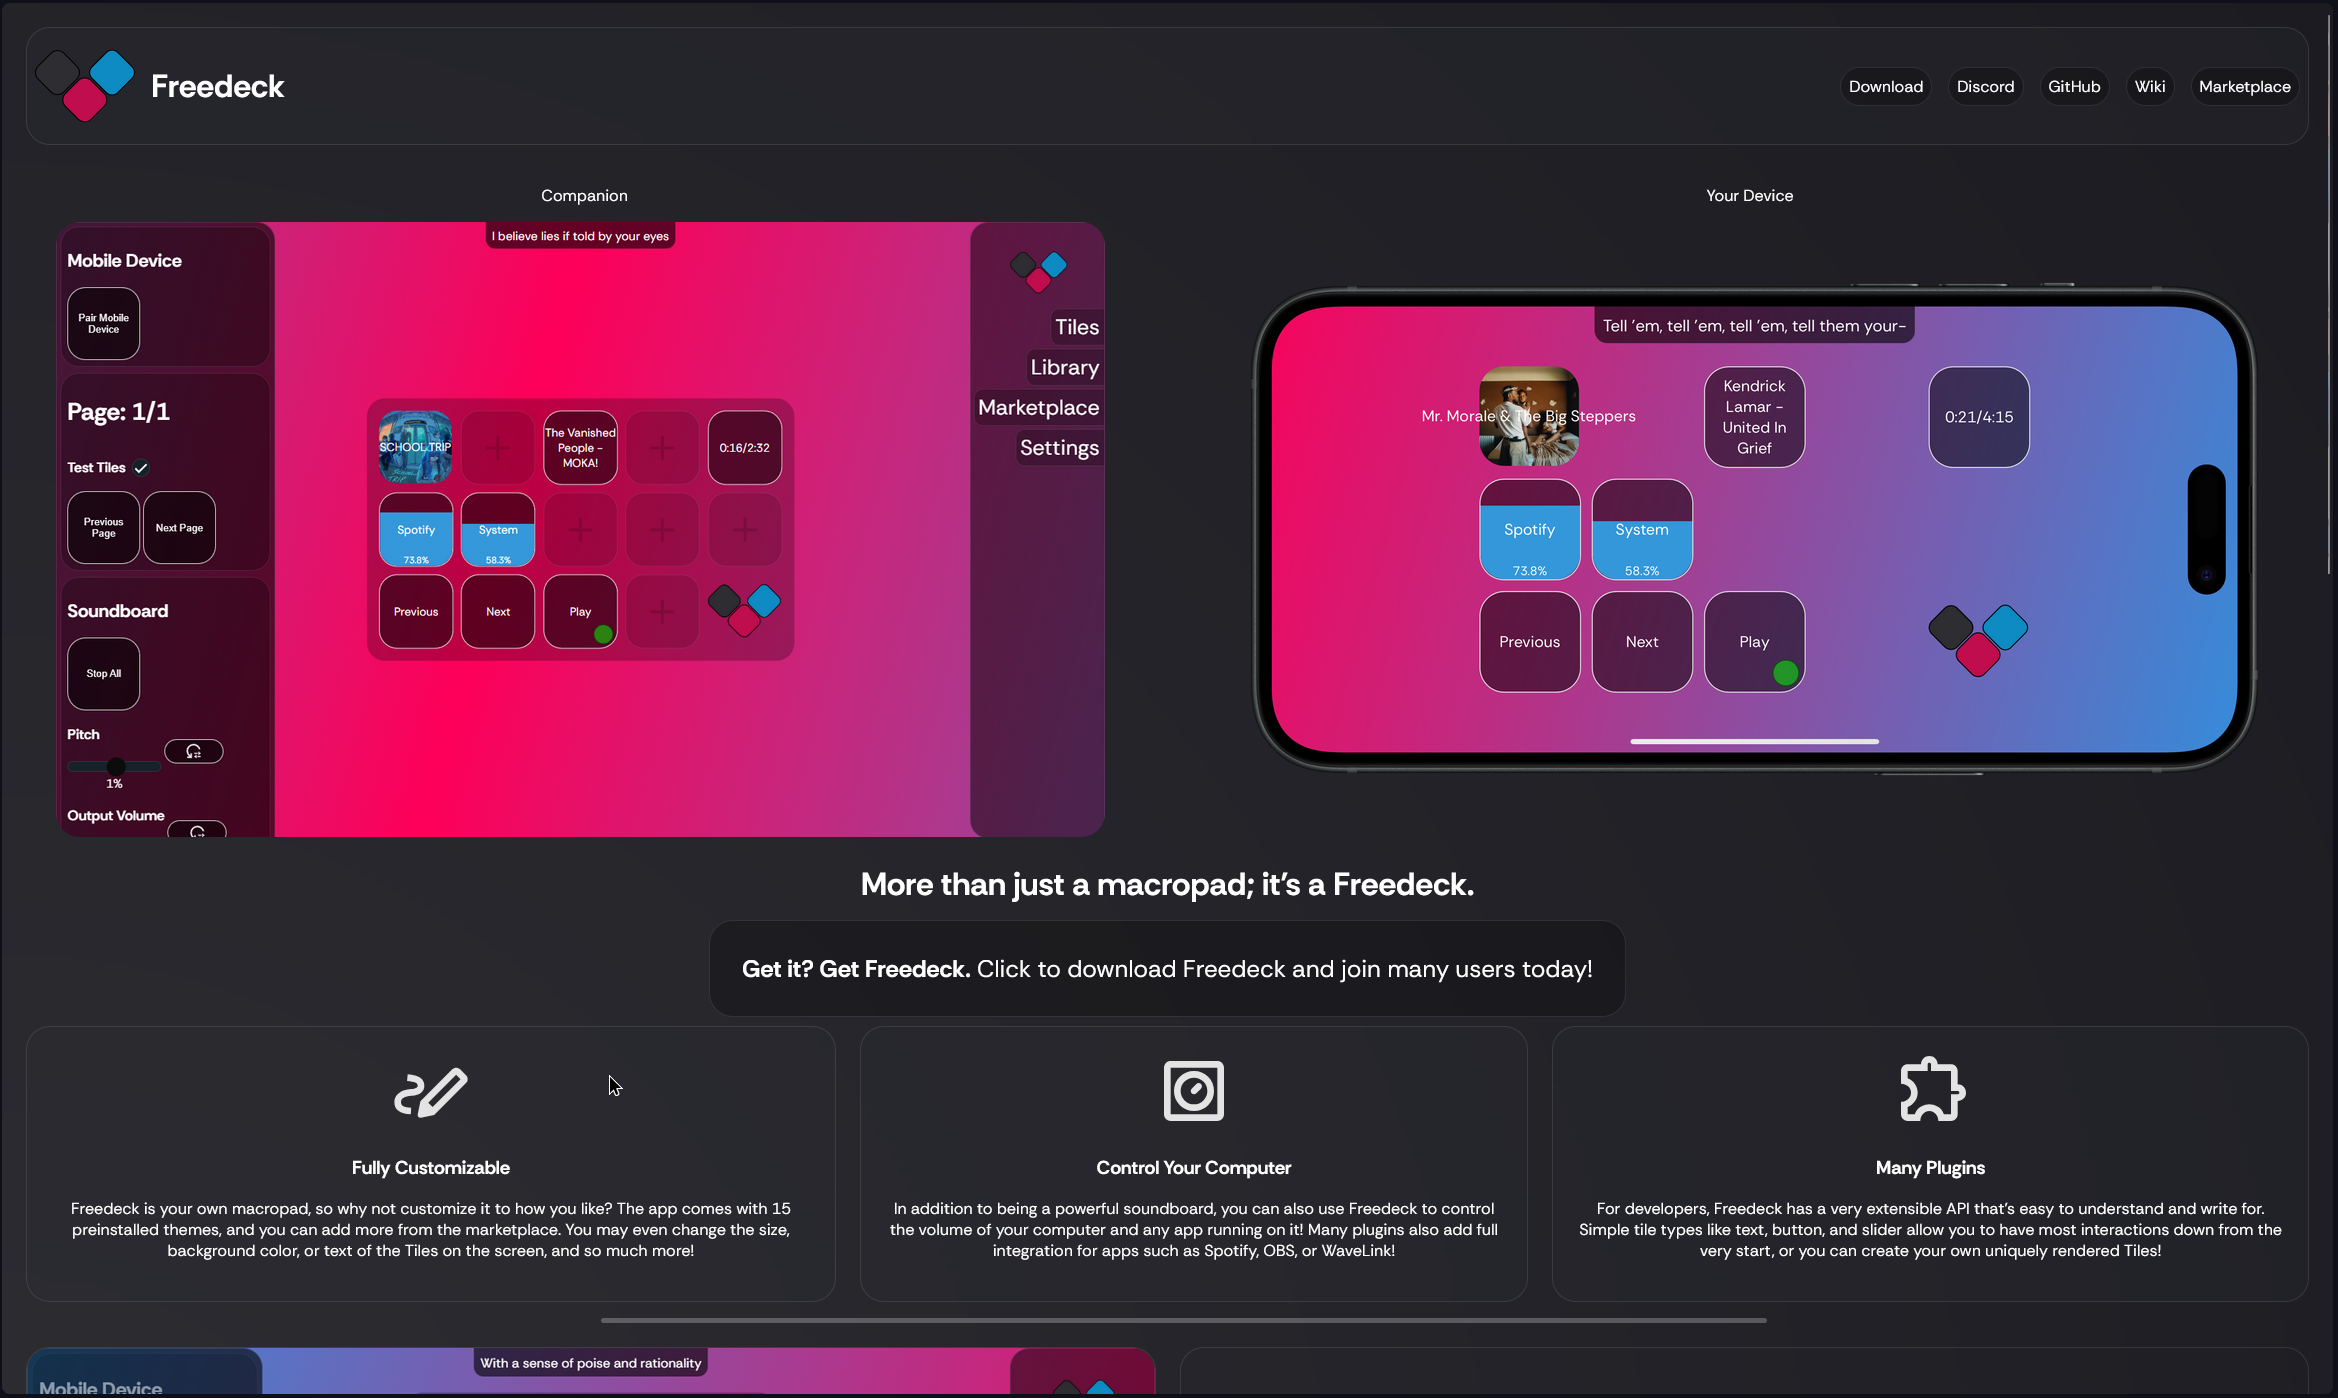 Freedeck
Download
Discord
GitHub
Wiki
Marketplace
Companion
Your Device
I believe lies if told by your eyes
Mobile Device
Pair Mobile
Device
Page: 1/1
Test Tiles
Previous
Page
Next Page
Soundboard
Stop All
Pitch
1%
Output Volume
SCHOOL TRIP
The Vanished
People -
MOKA!
0:16/2:32
Spotify
73.8%
System
58.3%
Previous
Next
Play
Tiles
Library
Marketplace
Settings
Tell 'em, tell 'em, tell 'em, tell them your-
Mr. Morale & The Big Steppers
Kendrick
Lamar -
United In
Grief
0:21/4:15
Spotify
73.8%
System
58.3%
Previous
Next
Play
More than just a macropad; it's a Freedeck.
Get it? Get Freedeck. Click to download Freedeck and join many users today!
Fully Customizable
Freedeck is your own macropad, so why not customize it to how you like? The app comes with 15
preinstalled themes, and you can add more from the marketplace. You may even change the size,
background color, or text of the Tiles on the screen, and so much more!
Control Your Computer
In addition to being a powerful soundboard, you can also use Freedeck to control
the volume of your computer and any app running on it! Many plugins also add full
integration for apps such as Spotify, OBS, or WaveLink!
Many Plugins
For developers, Freedeck has a very extensible API that's easy to understand and write for.
Simple tile types like text, button, and slider allow you to have most interactions down from the
very start, or you can create your own uniquely rendered Tiles!
With a sense of poise and rationality
Mobile Device